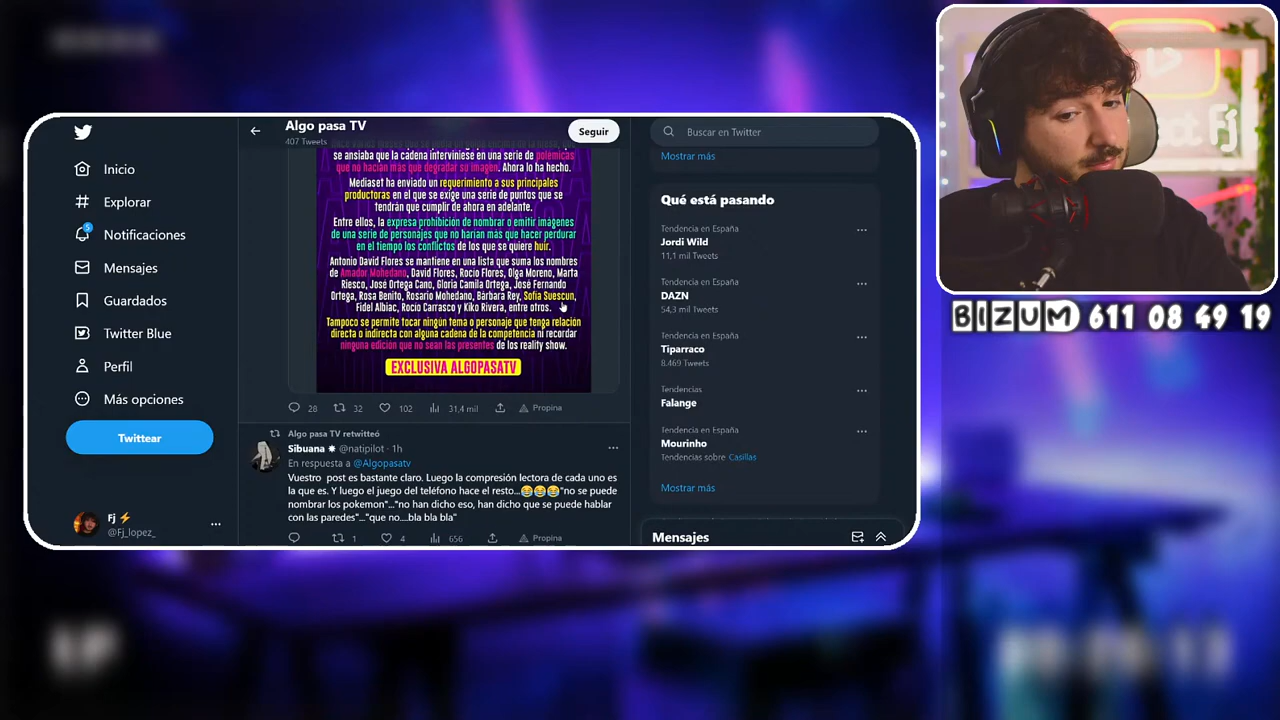 Algo pasa TV
407 Tweets
Seguir
Buscar en Twitter
Mostrar más
Inicio
Explorar
5
Notificaciones
Mensajes
Guardados
Twitter Blue
Perfil
Más opciones
Twittear
Fj ⚡
@Fj_lopez_
se ansiaba que la cadena interviniese en una serie de polémicas
que no hacían más que degradar su imagen. Ahora lo ha hecho.
Mediaset ha enviado un requerimiento a sus principales
productoras en el que se exige una serie de puntos que se
tendrán que cumplir de ahora en adelante.
Entre ellos, la expresa prohibición de nombrar o emitir imágenes
de una serie de personajes que no harían más que hacer perdurar
en el tiempo los conflictos de los que se quiere huir.
Antonio David Flores se mantiene en una lista que suma los nombres
de Amador Mohedano, David Flores, Rocio Flores, Olga Moreno, Marta
Riesco, José Ortega Cano, Gloria Camila Ortega, José Fernando
Ortega, Rosa Benito, Rosario Mohedano, Bárbara Rey, Sofía Suescun,
Fidel Albiac, Rocio Carrasco y Kiko Rivera, entre otros.
Tampoco se permite tocar ningún tema o personaje que tenga relación
directa o indirecta con alguna cadena de la competencia ni recordar
ninguna edición que no sean las presentes de los reality show.
EXCLUSIVA ALGOPASATV
28 32 102 31,4 mil Propina
Algo pasa TV retwitteó
Sibuana ✸ @natipilot · 1h
En respuesta a @Algopasatv
Vuestro post es bastante claro. Luego la compresión lectora de cada uno es
la que es. Y luego el juego del teléfono hace el resto...😂😂😂"no se puede
nombrar los pokemon"..."no han dicho eso, han dicho que se puede hablar
con las paredes"..."que no....bla bla bla"
1 4 656 Propina
Qué está pasando
Tendencia en España
Jordi Wild
11,1 mil Tweets
Tendencia en España
DAZN
54,3 mil Tweets
Tendencia en España
Tiparraco
8.469 Tweets
Tendencias
Falange
Tendencia en España
Mourinho
Tendencias sobre Casillas
Mostrar más
Mensajes
Fj
BIZUM 611 08 49 19